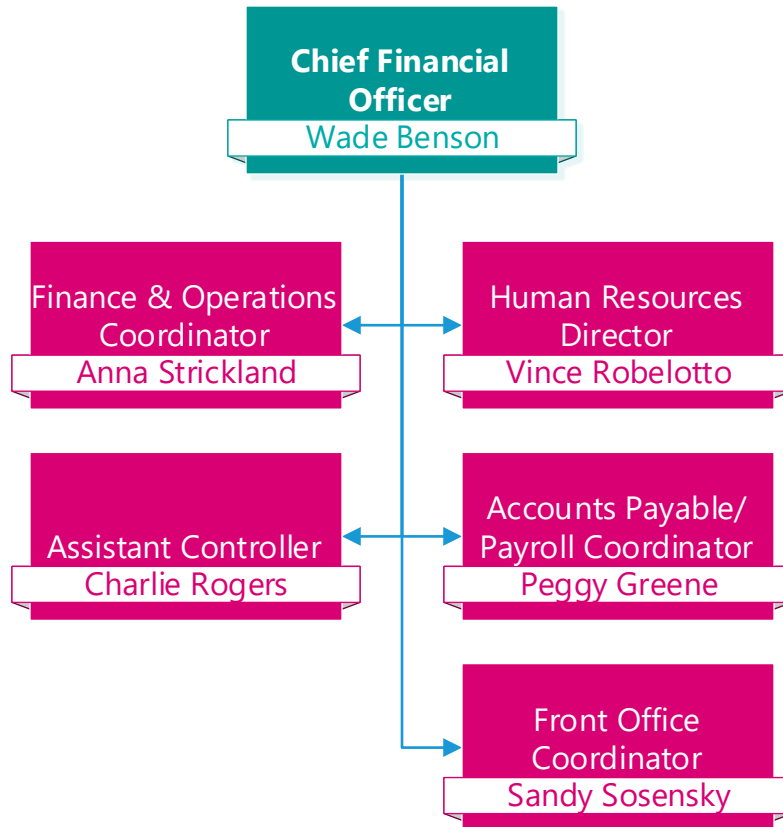 Chief Financial
Officer
Wade Benson
Finance & Operations
Coordinator
Anna Strickland
Human Resources
Director
Vince Robelotto
Assistant Controller
Charlie Rogers
Accounts Payable/
Payroll Coordinator
Peggy Greene
Front Office
Coordinator
Sandy Sosensky